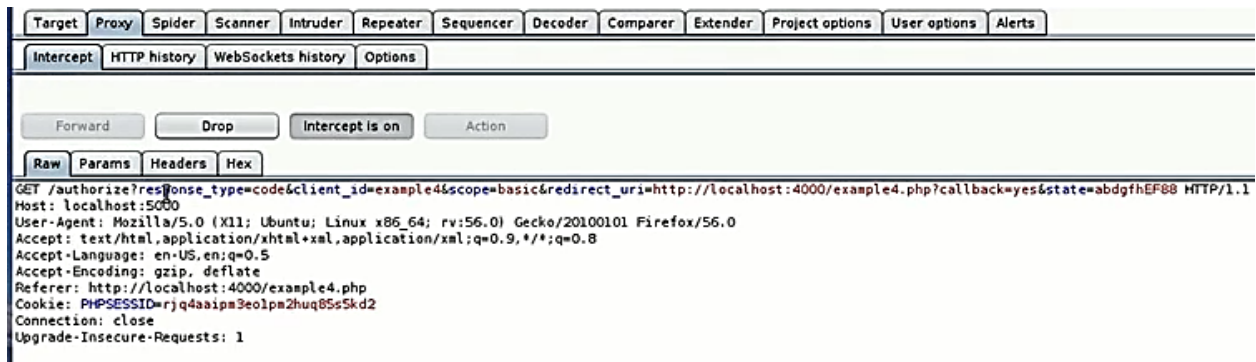 Target Proxy Spider Scanner Intruder Repeater Sequencer Decoder Comparer Extender Project options User options Alerts
Intercept HTTP history WebSockets history Options
Forward Drop Intercept is on Action
Raw Params Headers Hex
GET /authorize?response_type=code&client_id=example4&scope=basic&redirect_uri=http://localhost:4000/example4.php?callback=yes&state=abdgfhEF88 HTTP/1.1
Host: localhost:5000
User-Agent: Mozilla/5.0 (X11; Ubuntu; Linux x86_64; rv:56.0) Gecko/20100101 Firefox/56.0
Accept: text/html,application/xhtml+xml,application/xml;q=0.9,*/*;q=0.8
Accept-Language: en-US,en;q=0.5
Accept-Encoding: gzip, deflate
Referer: http://localhost:4000/example4.php
Cookie: PHPSESSID=rjq4aaipm3eo1pm2huq85s5kd2
Connection: close
Upgrade-Insecure-Requests: 1